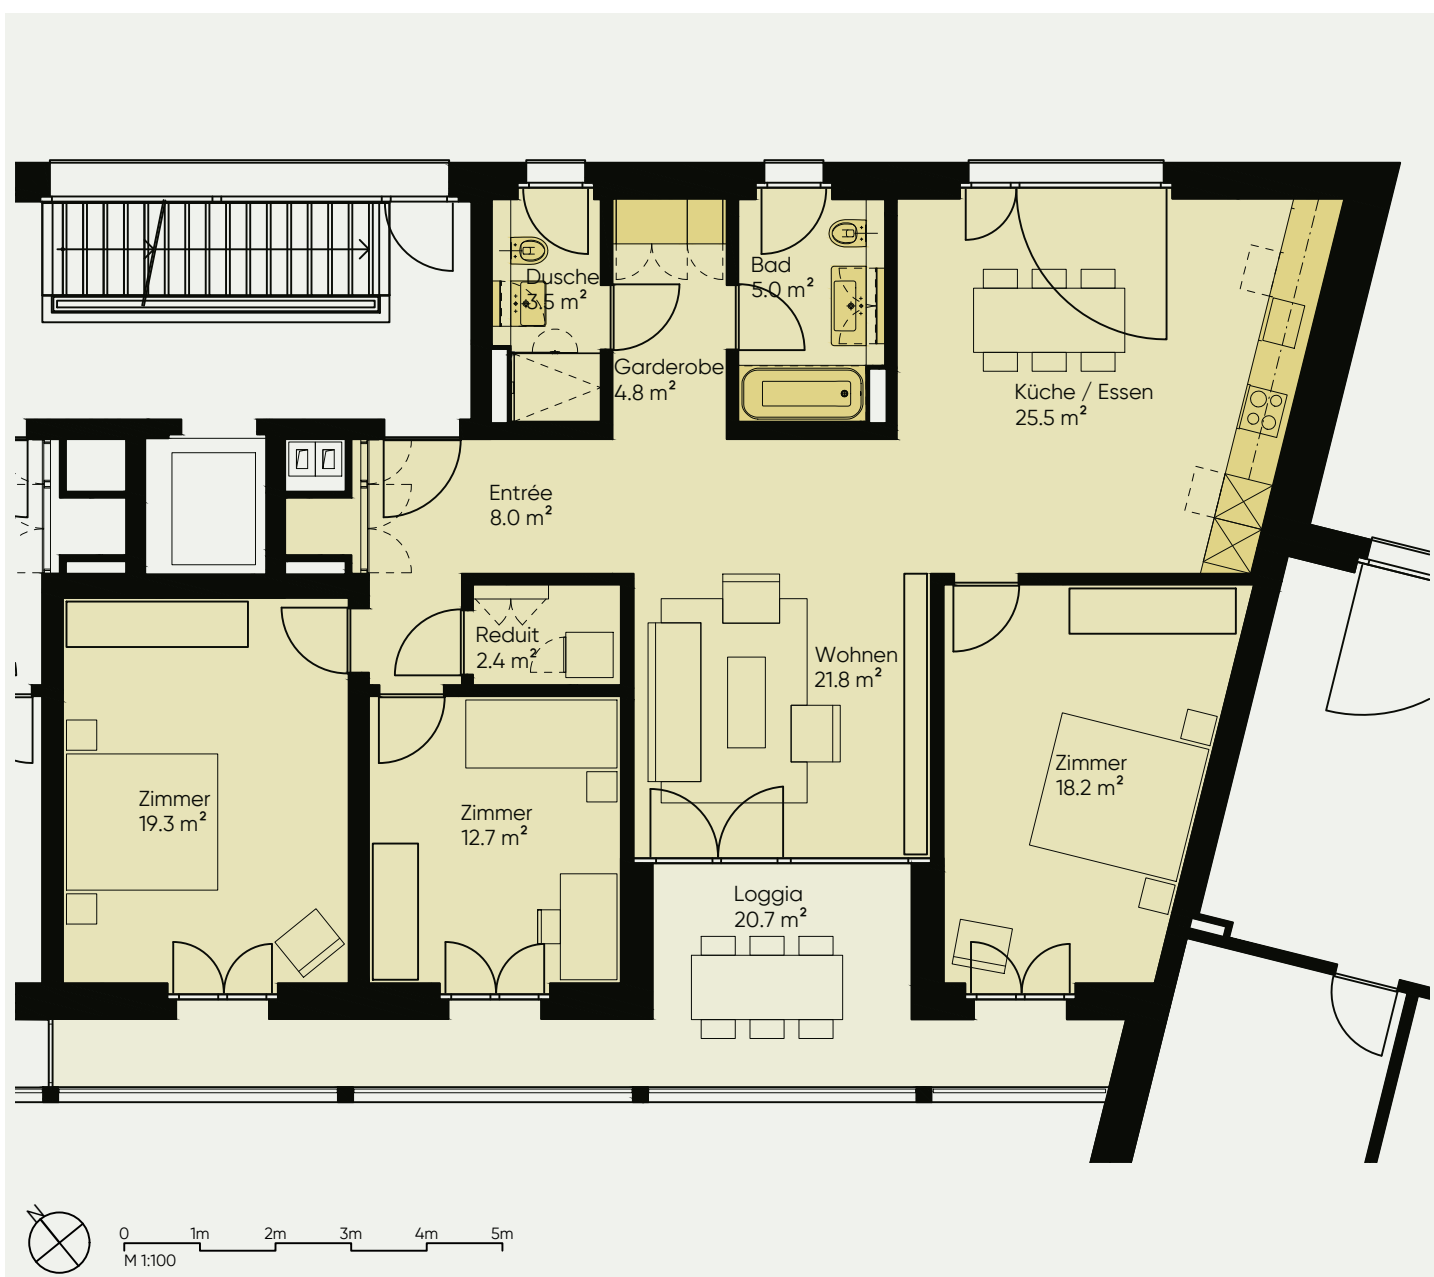 Dusche
3.5 m²
Bad
5.0 m²
Garderobe
4.8 m²
Küche / Essen
25.5 m²
Entrée
8.0 m²
Reduit
2.4 m²
Wohnen
21.8 m²
Zimmer
18.2 m²
Zimmer
19.3 m²
Zimmer
12.7 m²
Loggia
20.7 m²
N
0 1m 2m 3m 4m 5m
M 1:100